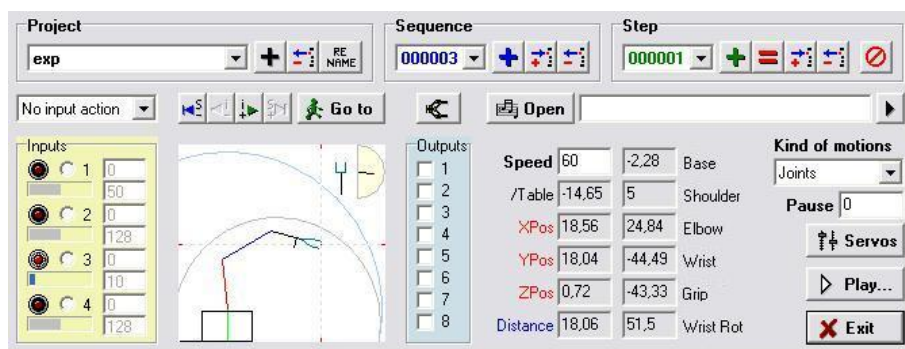 Project
Sequence
Step
exp
RE NAME
000003
000001
No input action
S
i
i
S
Go to
Open
Inputs
1 0
50
2 0
128
3 0
10
4 0
128
Outputs
1
2
3
4
5
6
7
8
Speed 60 -2,28 Base
/Table -14,65 5 Shoulder
XPos 18,56 24,84 Elbow
YPos 18,04 -44,49 Wrist
ZPos 0,72 -43,33 Grip
Distance 18,06 51,5 Wrist Rot
Kind of motions
Joints
Pause 0
Servos
Play...
Exit